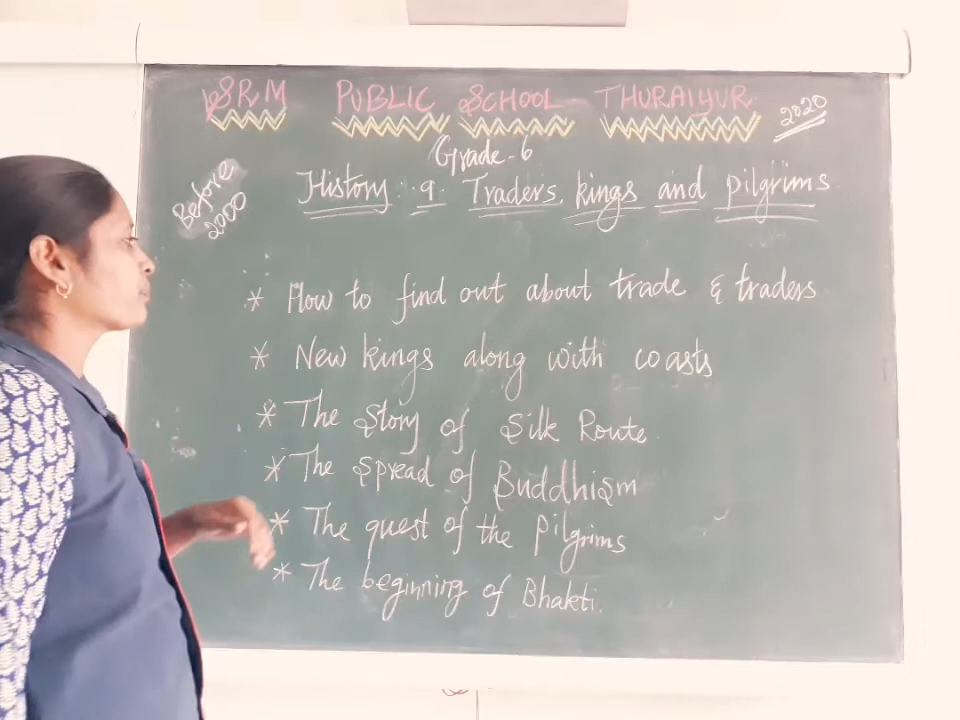 SRM PUBLIC SCHOOL THURAIYUR
2020
Grade-6
Before
2000
History: 9. Traders, kings and pilgrims
* How to find out about trade & traders
* New kings along with coasts
* The Story of Silk Route.
* The Spread of Buddhism
* The quest of the Pilgrims
* The beginning of Bhakti.